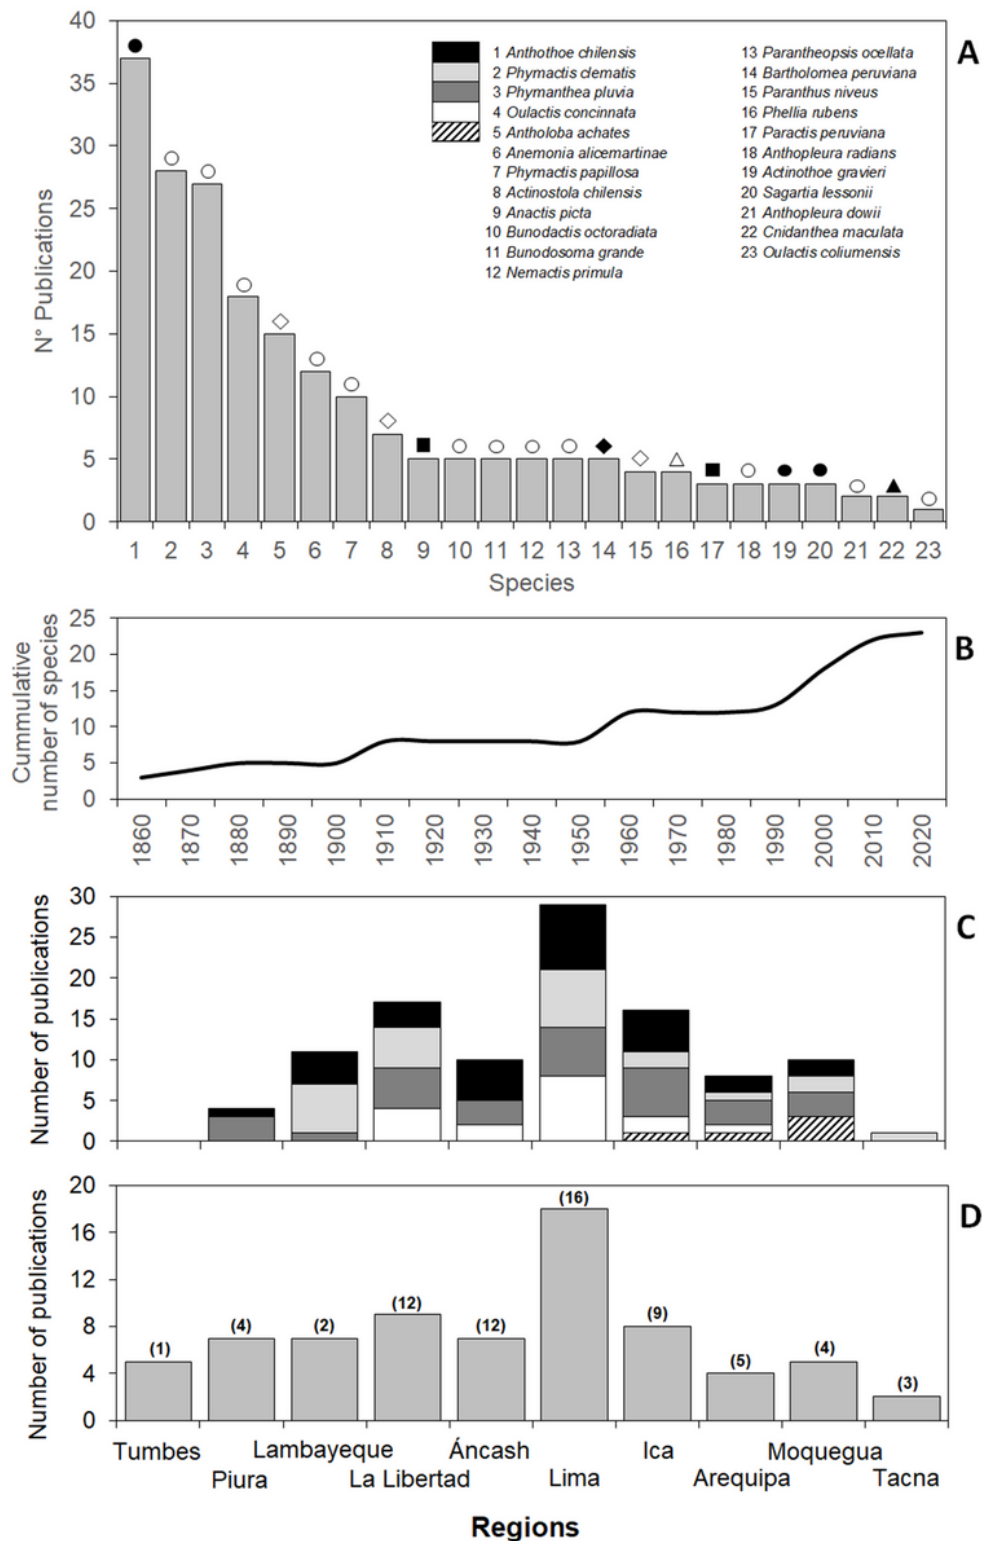 A
N° Publications
40
35
30
25
20
15
10
5
0
1 Anthothoe chilensis
2 Phymactis clematis
3 Phymanthea pluvia
4 Oulactis concinnata
5 Antholoba achates
6 Anemonia alicemartinae
7 Phymactis papillosa
8 Actinostola chilensis
9 Anactis picta
10 Bunodactis octoradiata
11 Bunodosoma grande
12 Nemactis primula
13 Parantheopsis ocellata
14 Bartholomea peruviana
15 Paranthus niveus
16 Phellia rubens
17 Paractis peruviana
18 Anthopleura radians
19 Actinothoe gravieri
20 Sagartia lessonii
21 Anthopleura dowii
22 Cnidanthea maculata
23 Oulactis coliumensis
1 2 3 4 5 6 7 8 9 10 11 12 13 14 15 16 17 18 19 20 21 22 23
Species
B
Cummulative
number of species
25
20
15
10
5
0
1860 1870 1880 1890 1900 1910 1920 1930 1940 1950 1960 1970 1980 1990 2000 2010 2020
C
Number of publications
30
25
20
15
10
5
0
D
Number of publications
20
16
12
8
4
0
(1) (4) (2) (12) (12) (16) (9) (5) (4) (3)
Tumbes Lambayeque Áncash Ica Moquegua
Piura La Libertad Lima Arequipa Tacna
Regions